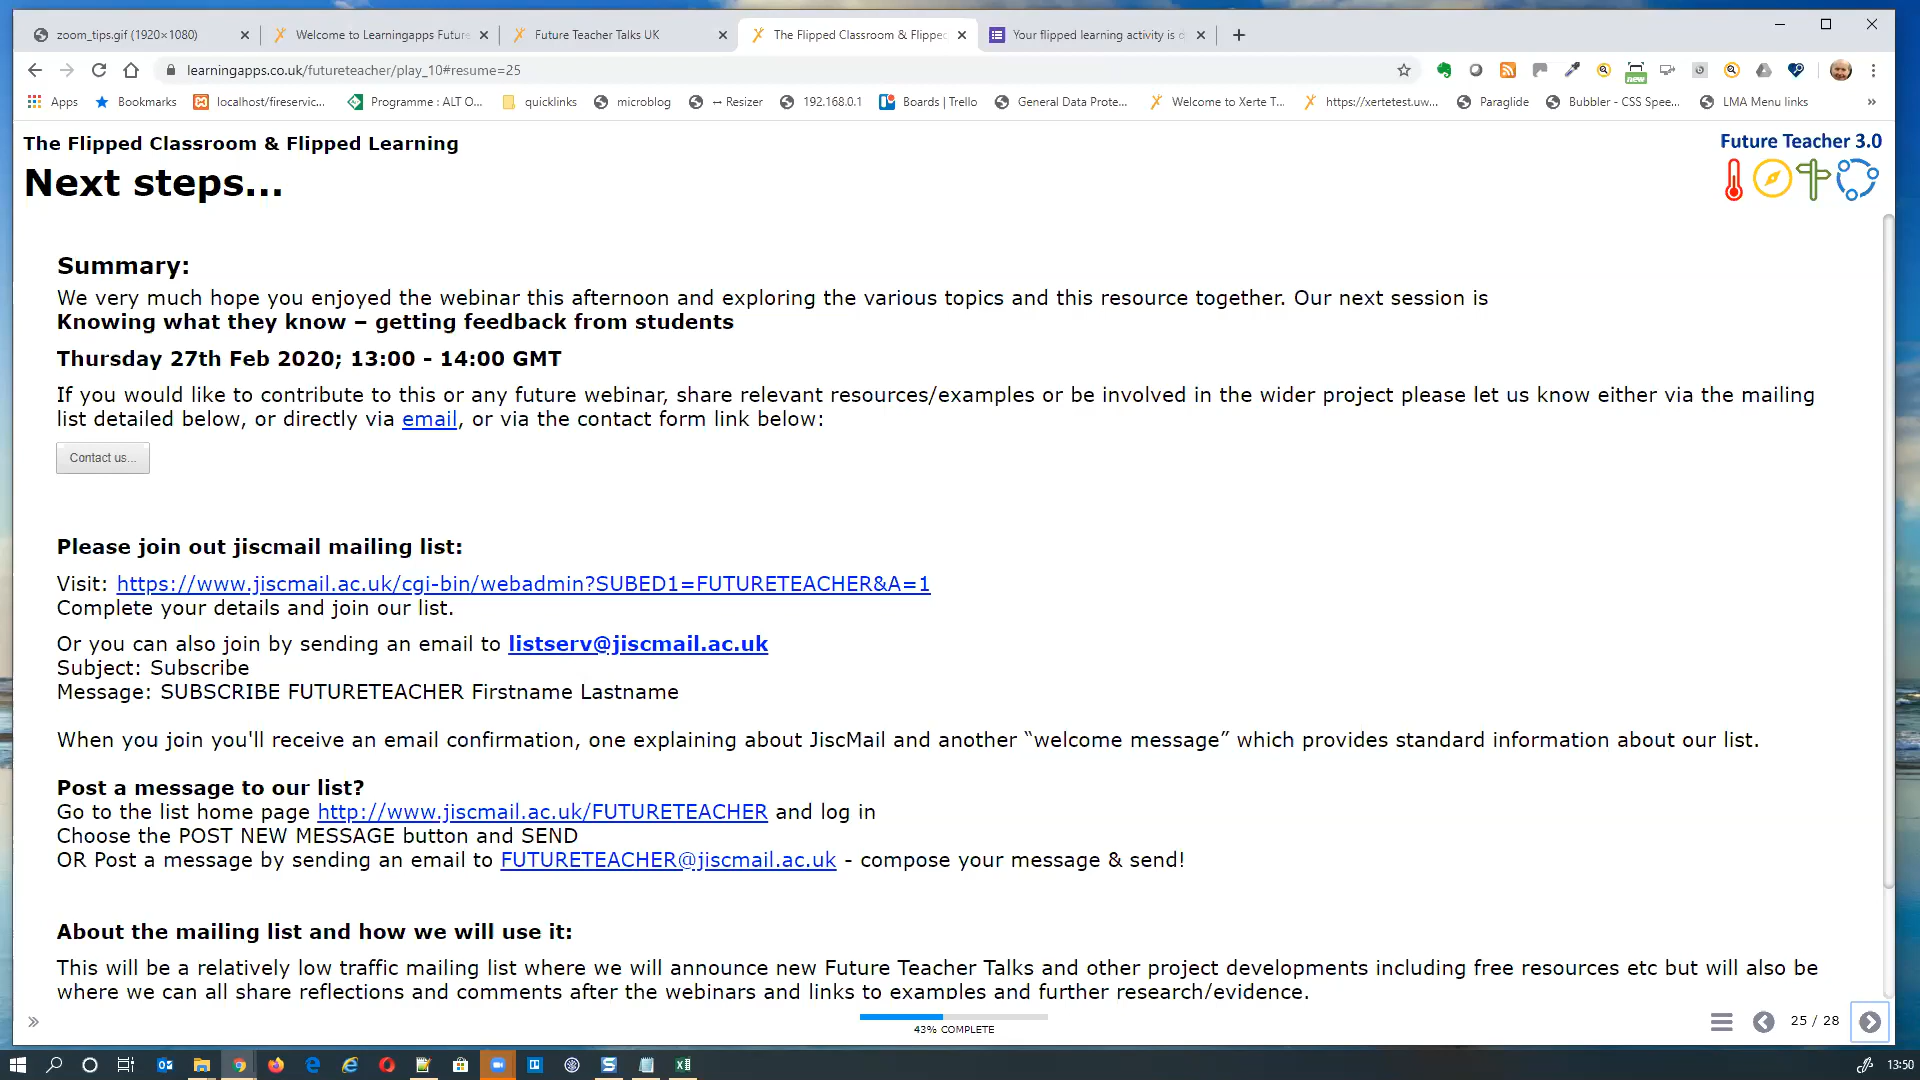 zoom_tips.gif (1920×1080)
Welcome to Learningapps Future
Future Teacher Talks UK
The Flipped Classroom & Flipped
Your flipped learning activity is
learningapps.co.uk/futureteacher/play_10#resume=25
new
Apps
Bookmarks
localhost/fireservic...
Programme : ALT O...
quicklinks
microblog
↔ Resizer
192.168.0.1
Boards | Trello
General Data Prote...
Welcome to Xerte T...
https://xertetest.uw...
Paraglide
Bubbler - CSS Spee...
LMA Menu links
»
The Flipped Classroom & Flipped Learning
Next steps...
Future Teacher 3.0
Summary:
We very much hope you enjoyed the webinar this afternoon and exploring the various topics and this resource together. Our next session is
Knowing what they know – getting feedback from students
Thursday 27th Feb 2020; 13:00 - 14:00 GMT
If you would like to contribute to this or any future webinar, share relevant resources/examples or be involved in the wider project please let us know either via the mailing
list detailed below, or directly via email, or via the contact form link below:
Contact us...
Please join out jiscmail mailing list:
Visit: https://www.jiscmail.ac.uk/cgi-bin/webadmin?SUBED1=FUTURETEACHER&A=1
Complete your details and join our list.
Or you can also join by sending an email to listserv@jiscmail.ac.uk
Subject: Subscribe
Message: SUBSCRIBE FUTURETEACHER Firstname Lastname
When you join you'll receive an email confirmation, one explaining about JiscMail and another “welcome message” which provides standard information about our list.
Post a message to our list?
Go to the list home page http://www.jiscmail.ac.uk/FUTURETEACHER and log in
Choose the POST NEW MESSAGE button and SEND
OR Post a message by sending an email to FUTURETEACHER@jiscmail.ac.uk - compose your message & send!
About the mailing list and how we will use it:
This will be a relatively low traffic mailing list where we will announce new Future Teacher Talks and other project developments including free resources etc but will also be
where we can all share reflections and comments after the webinars and links to examples and further research/evidence.
43% COMPLETE
25 / 28
13:50